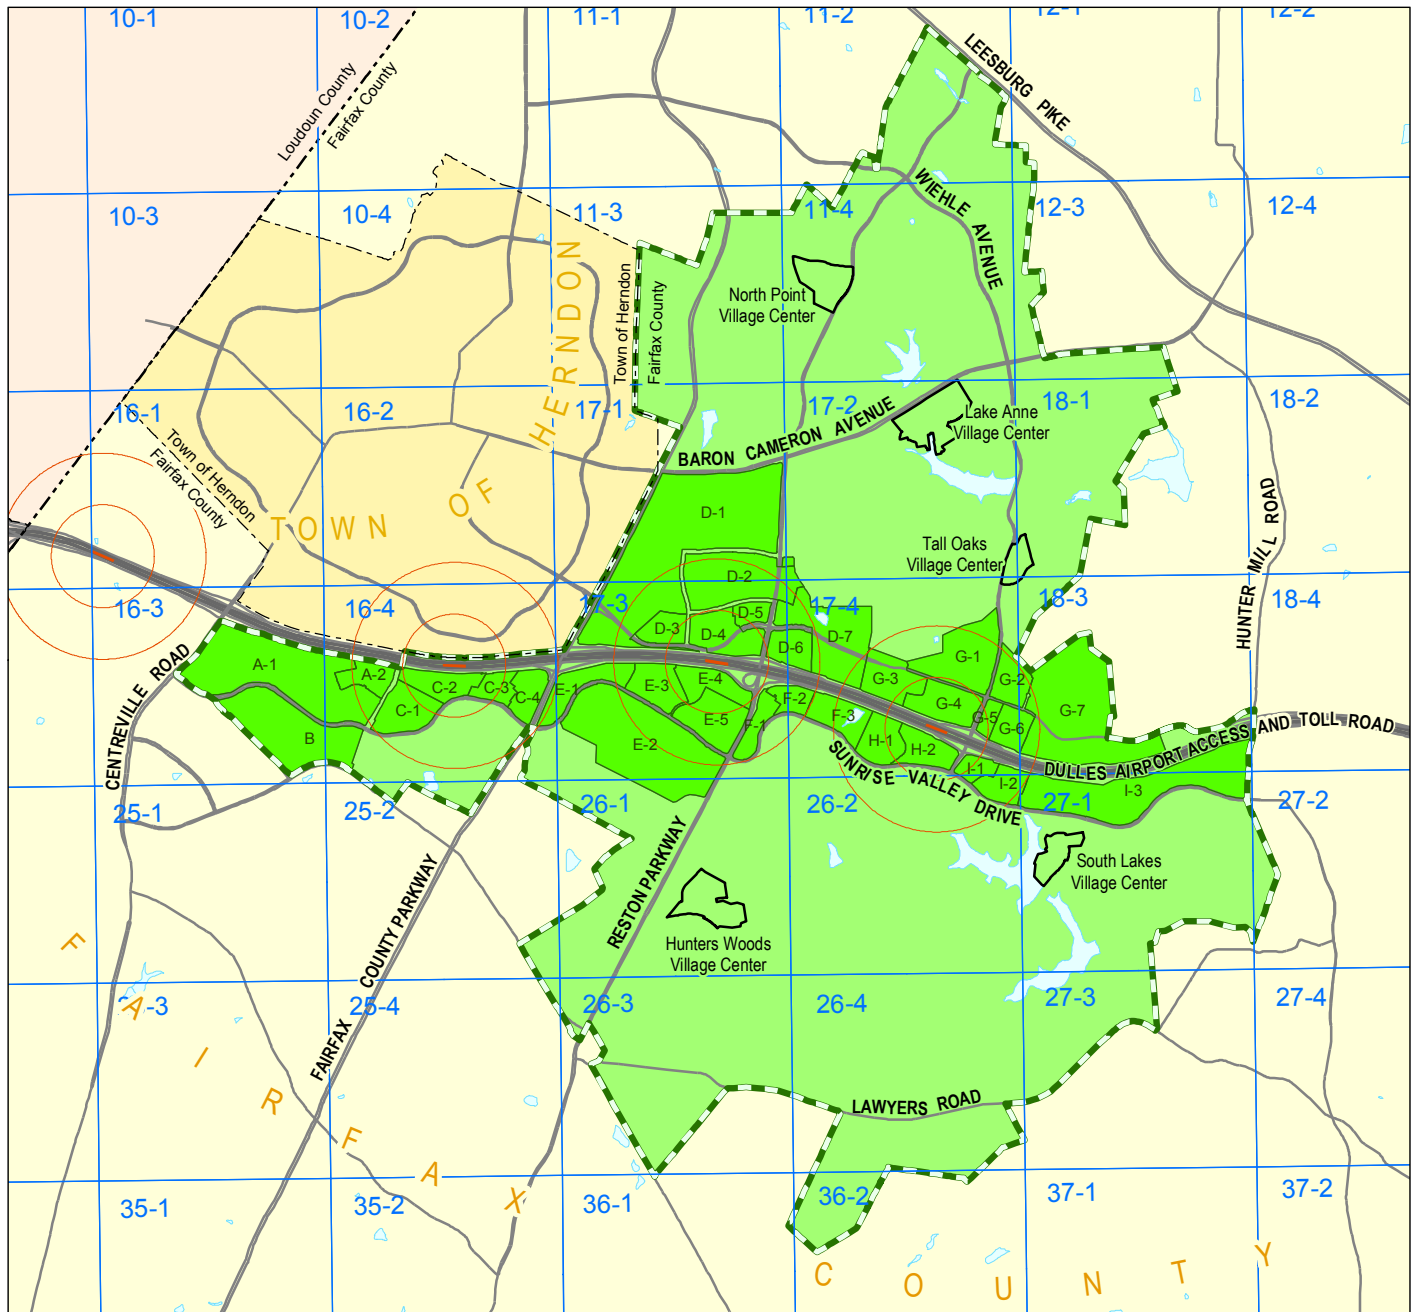 10-1
10-2
11-1
11-2
12-1
12-2
LEESBURG PIKE
Loudoun County
Fairfax County
10-3
10-4
11-3
11-4
12-3
12-4
WIEHLE AVENUE
HERNDON
Town of Herndon
Fairfax County
North Point
Village Center
16-1
16-2
17-1
17-2
18-1
18-2
Lake Anne
Village Center
BARON CAMERON AVENUE
Town of Herndon
Fairfax County
TOWN OF
HUNTER MILL ROAD
D-1
Tall Oaks
Village Center
D-2
16-3
16-4
17-3
17-4
18-3
18-4
D-5
D-3
D-4
D-7
D-6
CENTREVILLE ROAD
A-1
A-2
C-2
C-3
C-4
C-1
B
E-1
E-3
E-4
E-5
E-2
F-1
F-2
F-3
G-1
G-2
G-3
G-4
G-5
G-6
G-7
H-1
H-2
I-1
I-2
I-3
DULLES AIRPORT ACCESS AND TOLL ROAD
SUNRISE VALLEY DRIVE
25-1
25-2
26-1
26-2
27-1
27-2
RESTON PARKWAY
FAIRFAX COUNTY PARKWAY
South Lakes
Village Center
Hunters Woods
Village Center
25-4
26-3
26-4
27-3
27-4
LAWYERS ROAD
35-1
35-2
36-1
36-2
37-1
37-2
FAIRFAX
COUNTY